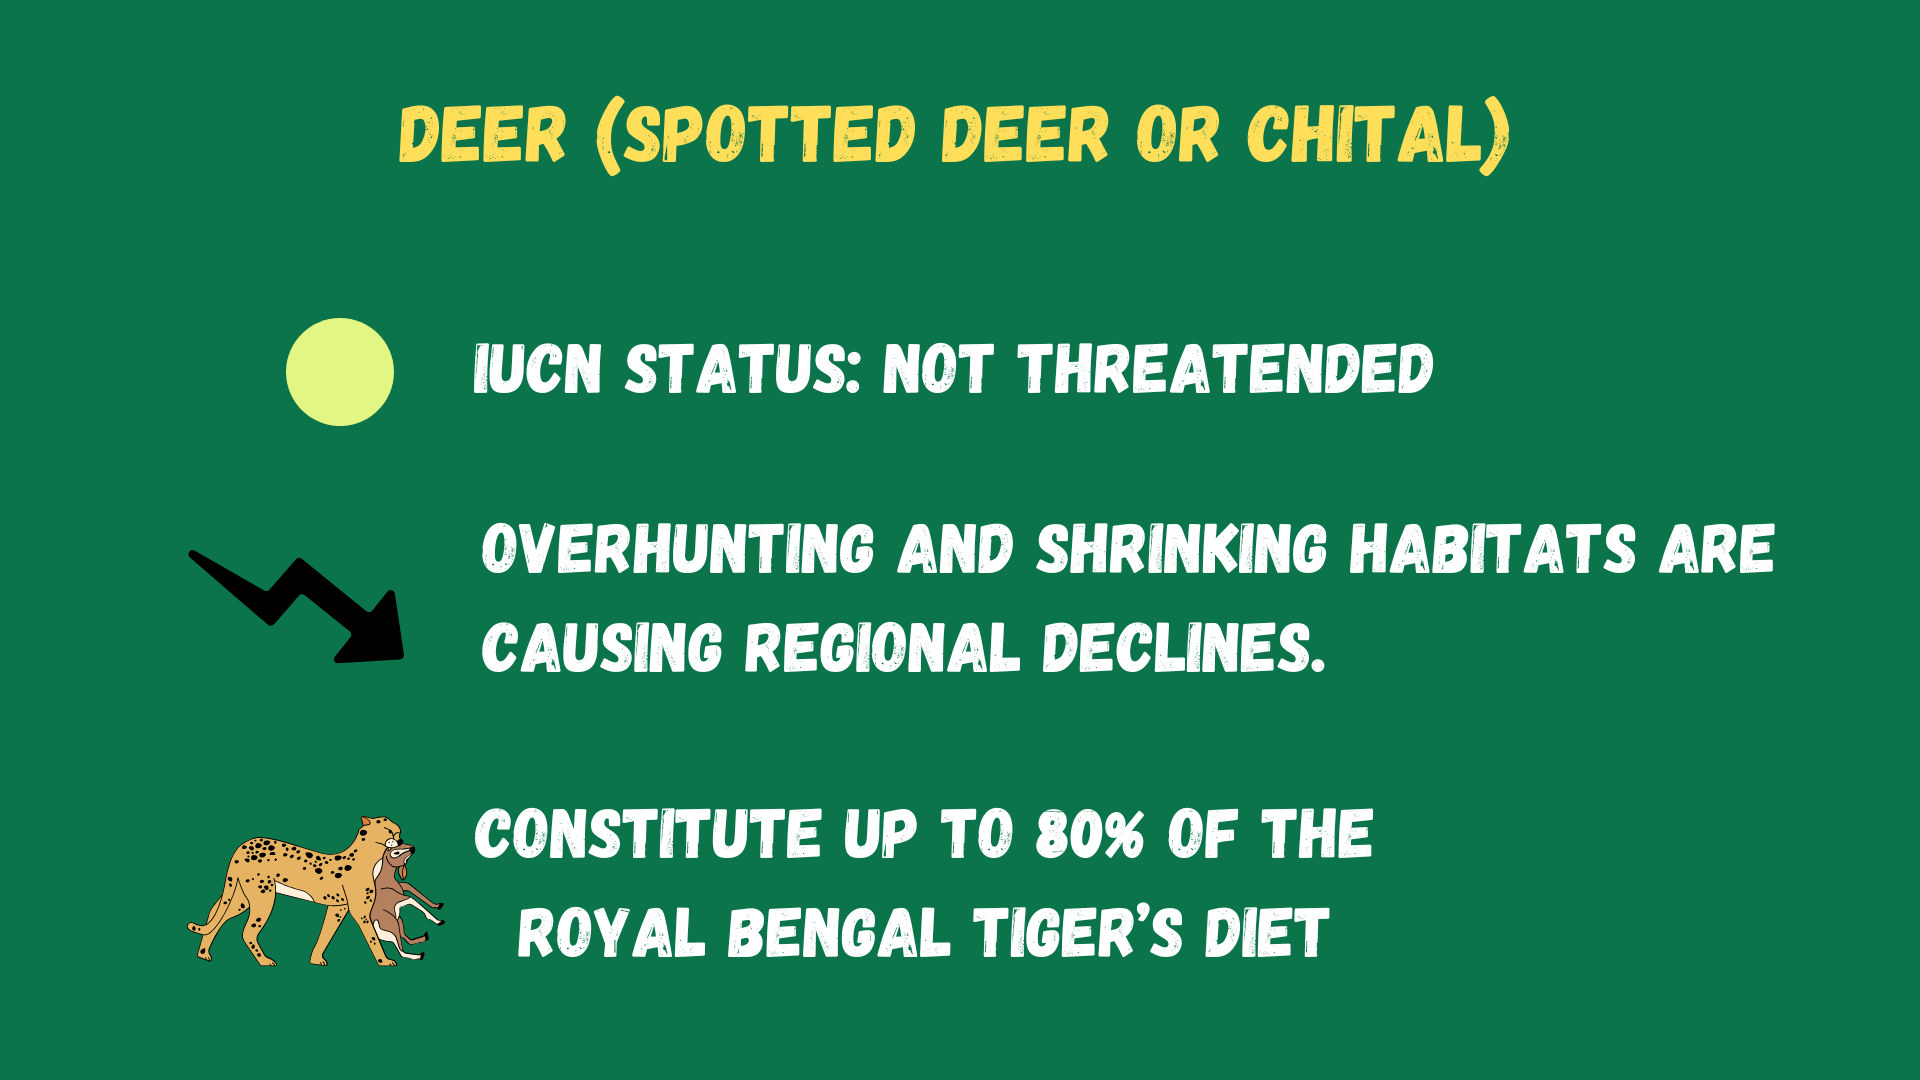 DEER (SPOTTED DEER OR CHITAL)
IUCN STATUS: NOT THREATENDED
OVERHUNTING AND SHRINKING HABITATS ARE
CAUSING REGIONAL DECLINES.
CONSTITUTE UP TO 80% OF THE
ROYAL BENGAL TIGER’S DIET